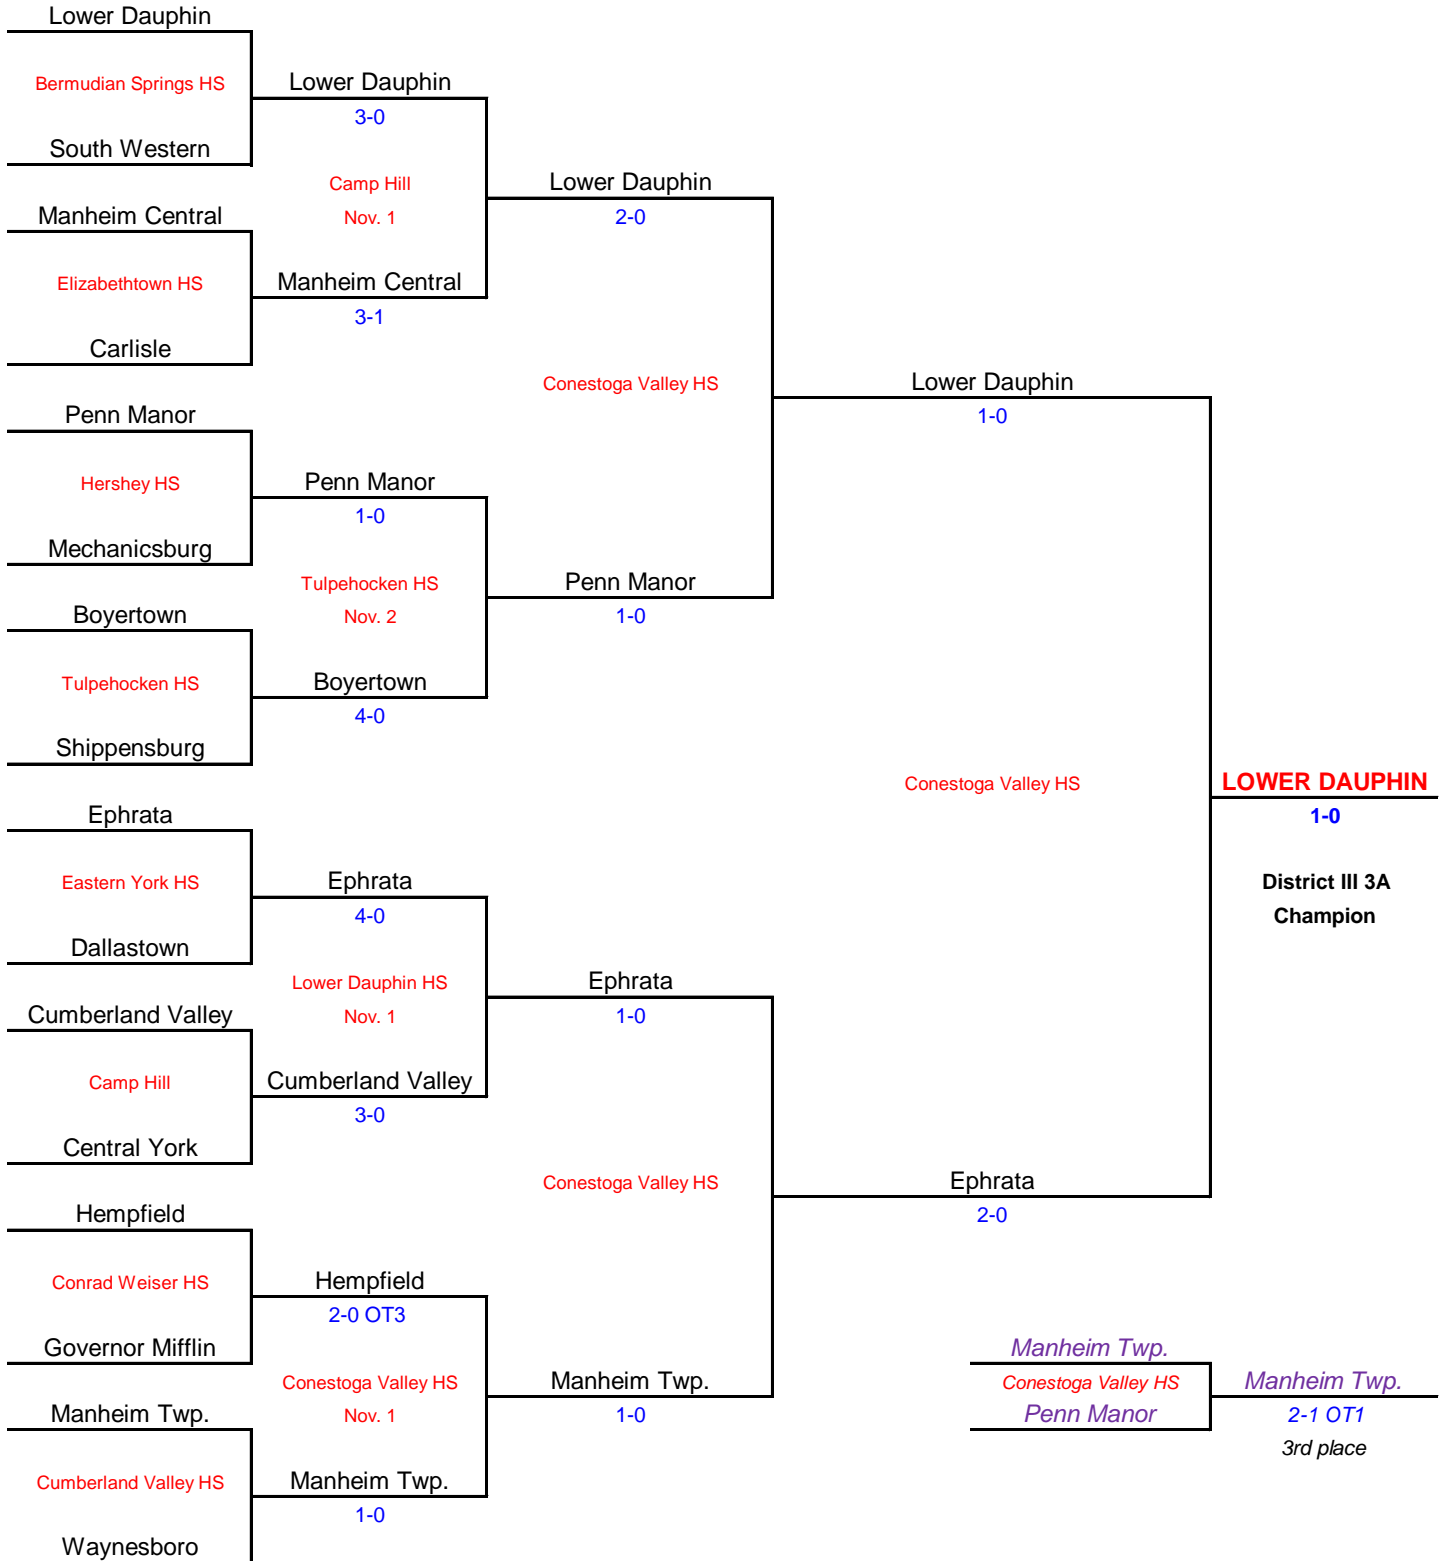 Lower Dauphin
Bermudian Springs HS
South Western
Manheim Central
Elizabethtown HS
Carlisle
Penn Manor
Hershey HS
Mechanicsburg
Boyertown
Tulpehocken HS
Shippensburg
Ephrata
Eastern York HS
Dallastown
Cumberland Valley
Camp Hill
Central York
Hempfield
Conrad Weiser HS
Governor Mifflin
Manheim Twp.
Cumberland Valley HS
Waynesboro
Lower Dauphin
3-0
Camp Hill
Nov. 1
Manheim Central
3-1
Penn Manor
1-0
Tulpehocken HS
Nov. 2
Boyertown
4-0
Ephrata
4-0
Lower Dauphin HS
Nov. 1
Cumberland Valley
3-0
Hempfield
2-0 OT3
Conestoga Valley HS
Nov. 1
Manheim Twp.
1-0
Lower Dauphin
2-0
Conestoga Valley HS
Penn Manor
1-0
Ephrata
1-0
Conestoga Valley HS
Manheim Twp.
1-0
Lower Dauphin
1-0
Conestoga Valley HS
Ephrata
2-0
LOWER DAUPHIN
1-0
District III 3A
Champion
Manheim Twp.
Conestoga Valley HS
Penn Manor
Manheim Twp.
2-1 OT1
3rd place